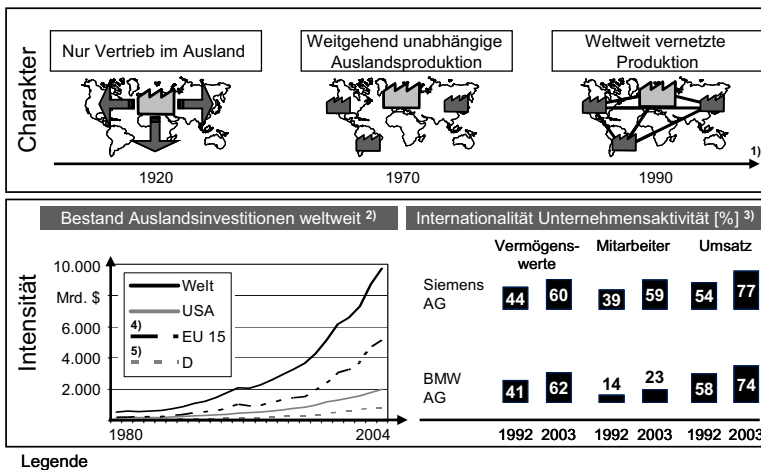 Charakter
Nur Vertrieb im Ausland
Weitgehend unabhängige
Auslandsproduktion
Weltweit vernetzte
Produktion
1)
1920
1970
1990
Intensität
Bestand Auslandsinvestitionen weltweit 2)
10.000
Mrd. $
6.000
4.000
2.000
Welt
USA
4)
EU 15
5)
D
1980
2004
Internationalität Unternehmensaktivität [%] 3)
Vermögens-
werte
Mitarbeiter
Umsatz
Siemens
AG
44 60 39 59 54 77
BMW
AG
41 62 14 23 58 74
1992 2003 1992 2003 1992 2003
Legende